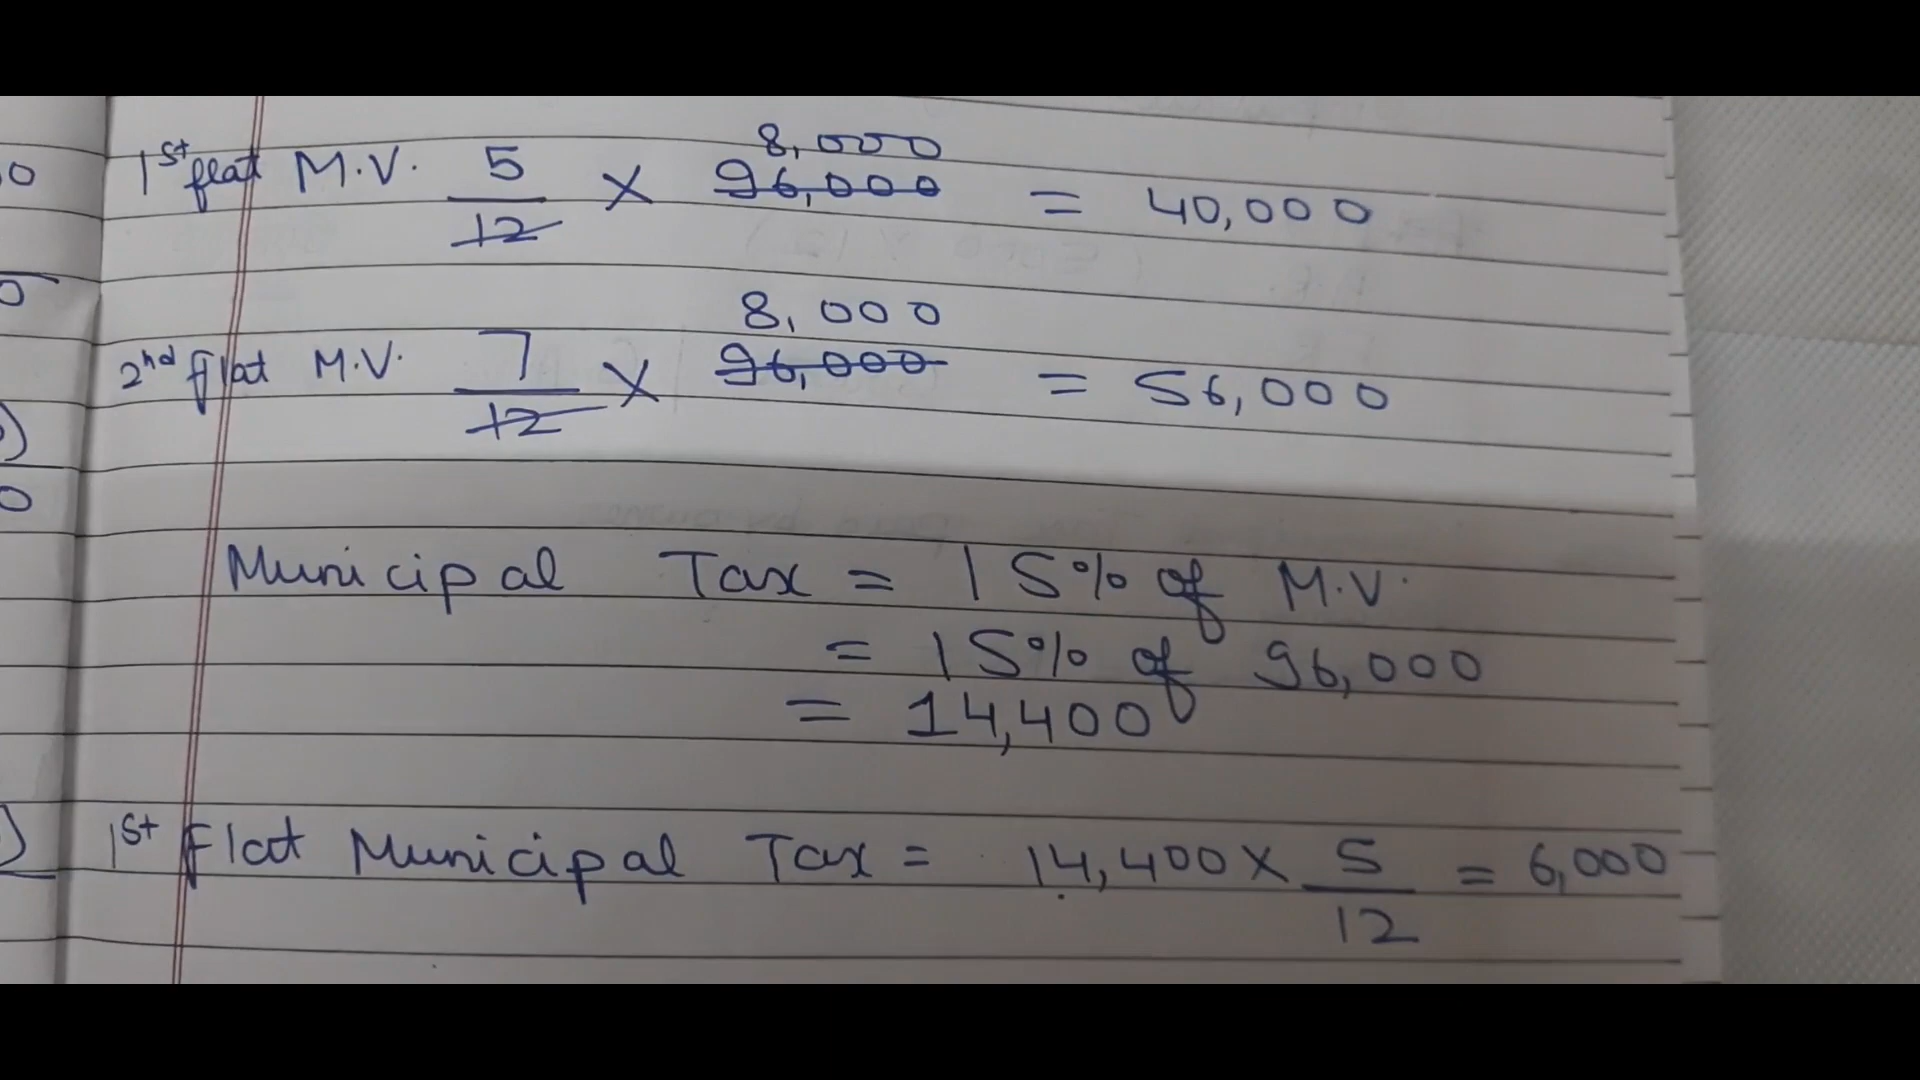 8,000
1st flat M.V. 5/12 × 96,000 = 40,000
8,000
2nd flat M.V. 7/12 × 96,000 = 56,000
Municipal Tax = 15% of M.V.
= 15% of 96,000
= 14,400
1st Flat Municipal Tax = 14,400 × 5/12 = 6,000